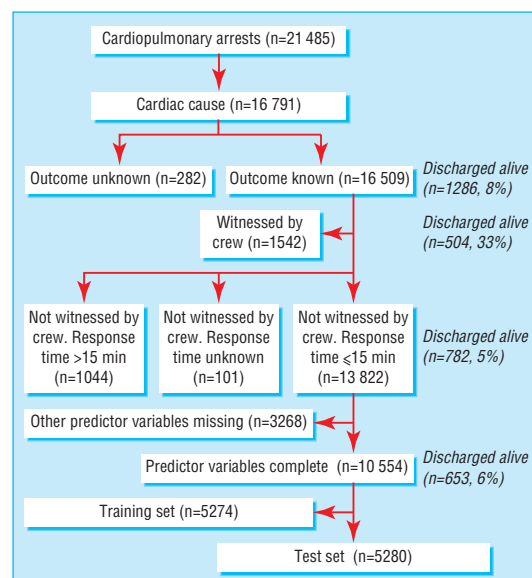 Cardiopulmonary arrests (n=21 485)
Cardiac cause (n=16 791)
Outcome unknown (n=282)
Outcome known (n=16 509)
Discharged alive
(n=1286, 8%)
Witnessed by
crew (n=1542)
Discharged alive
(n=504, 33%)
Not witnessed by
crew. Response
time >15 min
(n=1044)
Not witnessed by
crew. Response
time unknown
(n=101)
Not witnessed by
crew. Response
time ⩽15 min
(n=13 822)
Discharged alive
(n=782, 5%)
Other predictor variables missing (n=3268)
Predictor variables complete (n=10 554)
Discharged alive
(n=653, 6%)
Training set (n=5274)
Test set (n=5280)